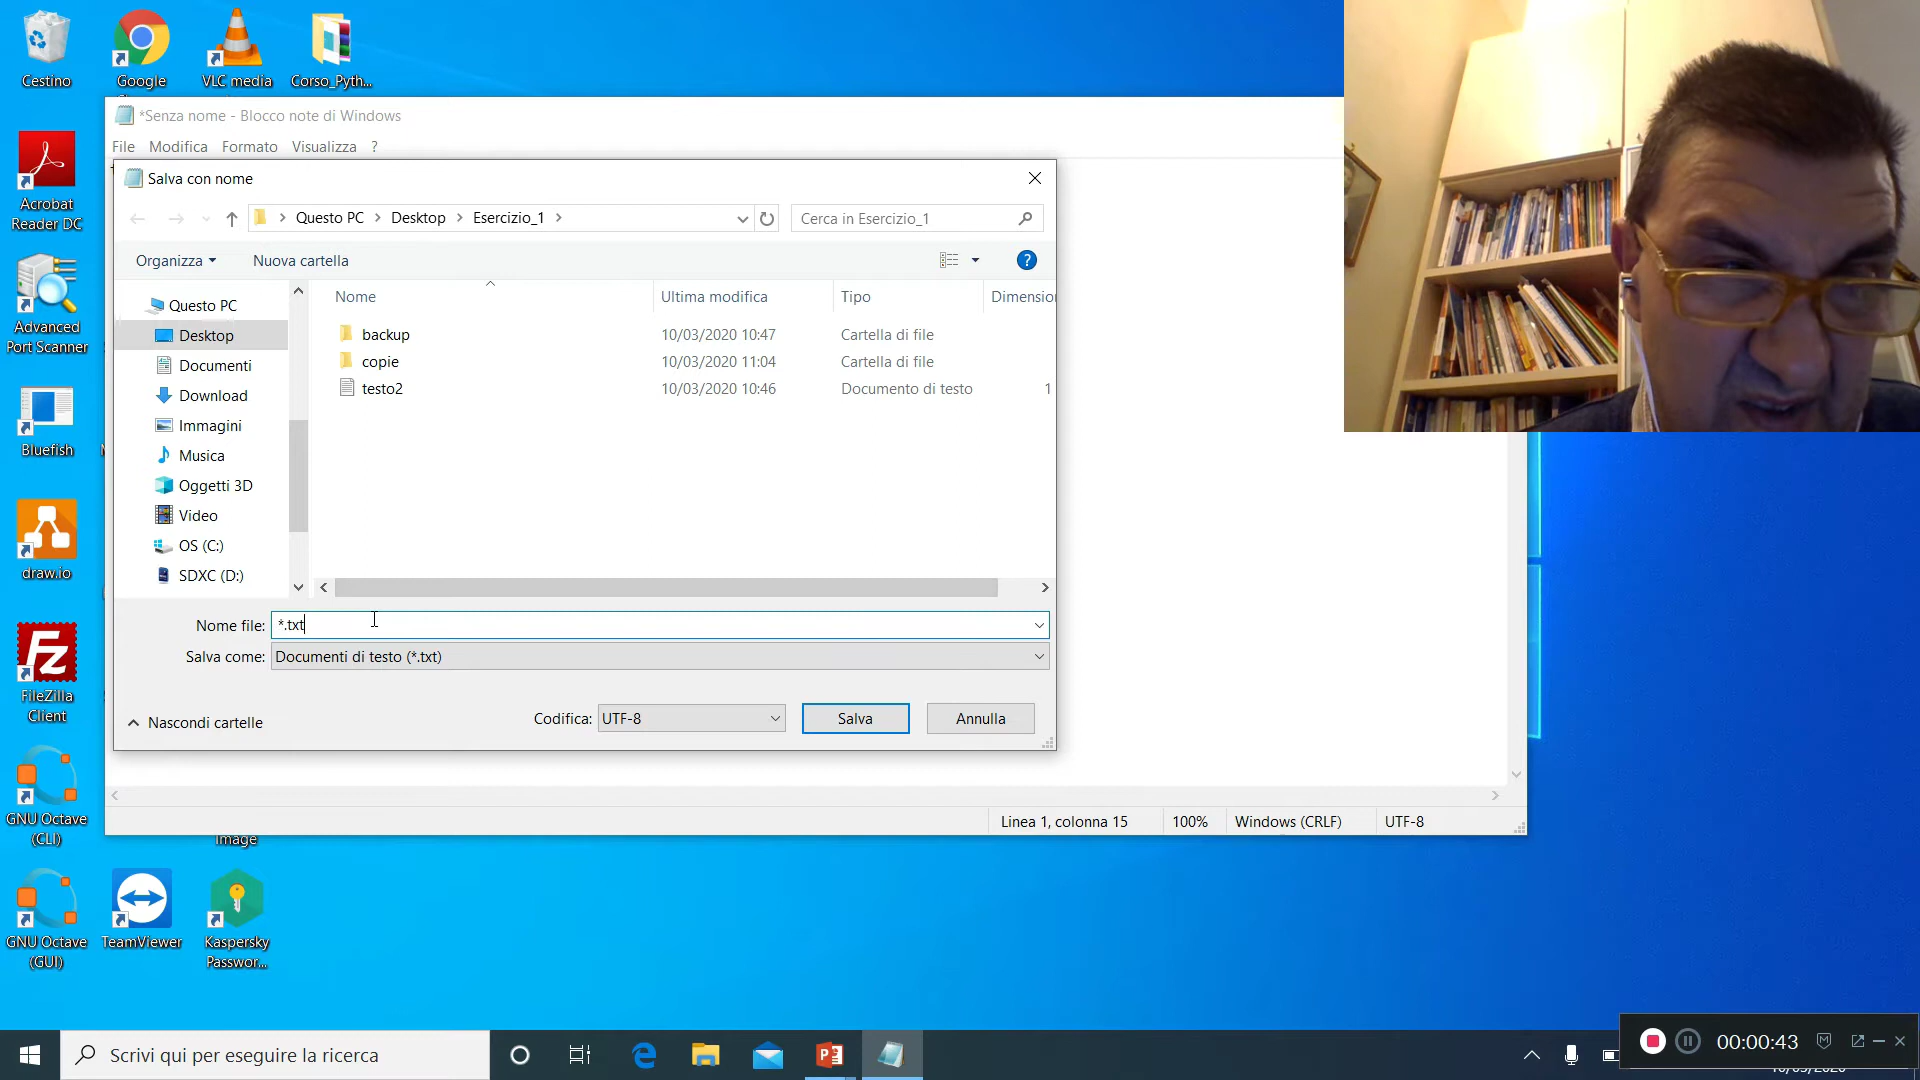 Cestino
Google
VLC media
Corso_Pyth...
Acrobat
Reader DC
Advanced
Port Scanner
Bluefish
draw.io
FileZilla
Client
GNU Octave
(CLI)
Image
GNU Octave
(GUI)
TeamViewer
Kaspersky
Passwor...
*Senza nome - Blocco note di Windows
File Modifica Formato Visualizza ?
Salva con nome
Questo PC > Desktop > Esercizio_1 >
Cerca in Esercizio_1
Organizza
Nuova cartella
?
Questo PC
Desktop
Documenti
Download
Immagini
Musica
Oggetti 3D
Video
OS (C:)
SDXC (D:)
Nome Ultima modifica Tipo Dimensio
backup 10/03/2020 10:47 Cartella di file
copie 10/03/2020 11:04 Cartella di file
testo2 10/03/2020 10:46 Documento di testo 1
Nome file: *.txt
Salva come: Documenti di testo (*.txt)
Nascondi cartelle
Codifica: UTF-8
Salva
Annulla
Linea 1, colonna 15 100% Windows (CRLF) UTF-8
Scrivi qui per eseguire la ricerca
00:00:43